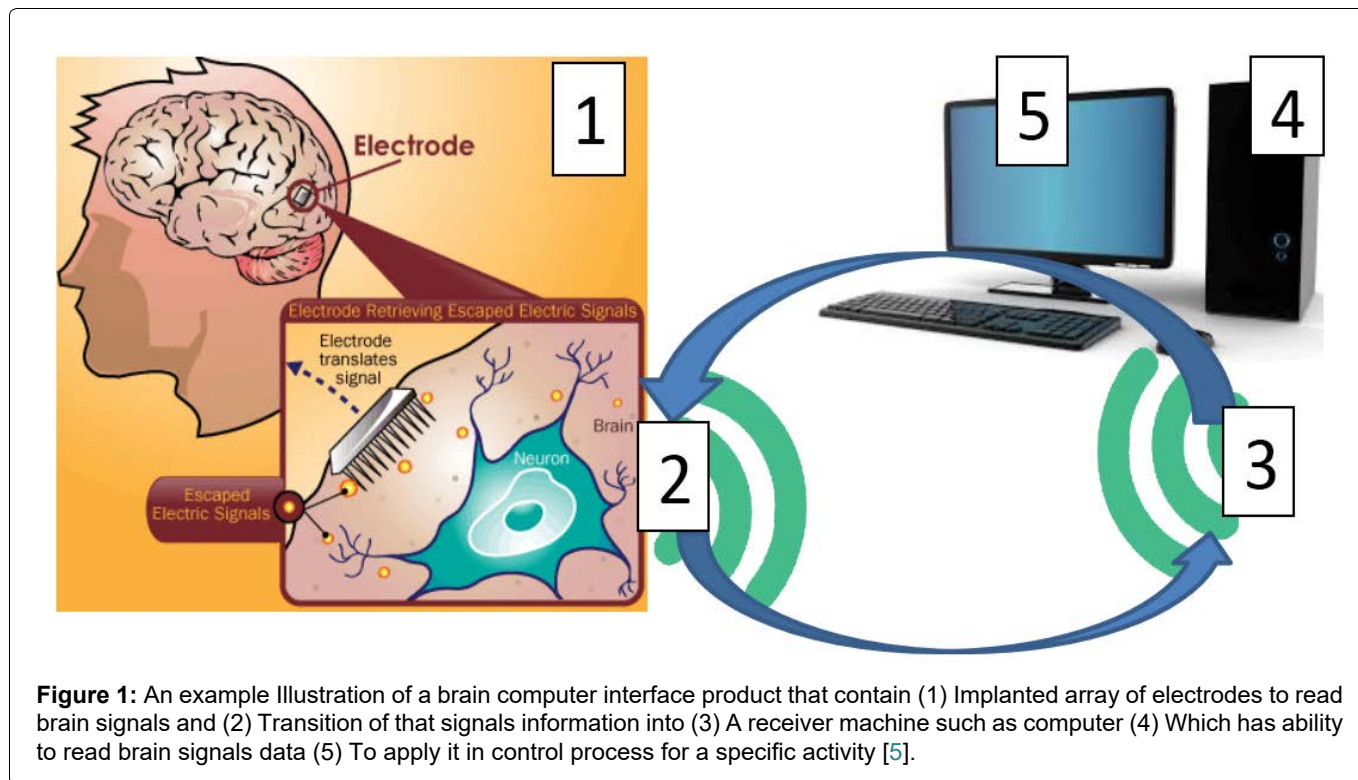 1
5
4
Electrode
Electrode Retrieving Escaped Electric Signals
Electrode
translates
signal
Brain
Neuron
2
3
Escaped
Electric Signals
Figure 1: An example Illustration of a brain computer interface product that contain (1) Implanted array of electrodes to read
brain signals and (2) Transition of that signals information into (3) A receiver machine such as computer (4) Which has ability
to read brain signals data (5) To apply it in control process for a specific activity [5].